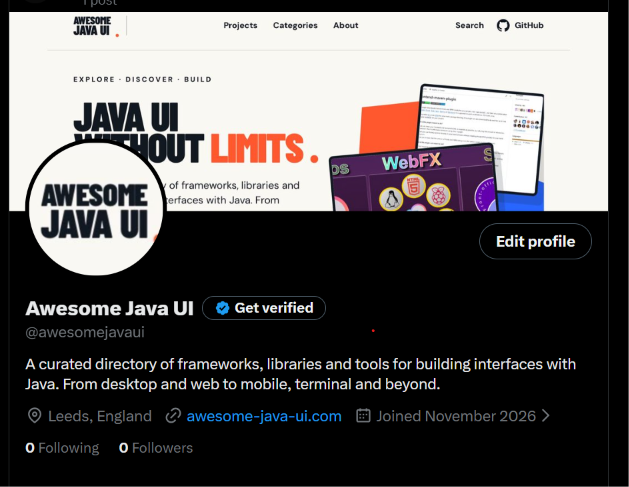 1 post
AWESOME
JAVA UI.
Projects Categories About Search GitHub
EXPLORE · DISCOVER · BUILD
JAVA UI
WITHOUT LIMITS.
y of frameworks, libraries and
erfaces with Java. From
DS WebFX S
AWESOME
JAVA UI
Edit profile
Awesome Java UI Get verified
@awesomejavaui
A curated directory of frameworks, libraries and tools for building interfaces with
Java. From desktop and web to mobile, terminal and beyond.
Leeds, England awesome-java-ui.com Joined November 2026
0 Following 0 Followers